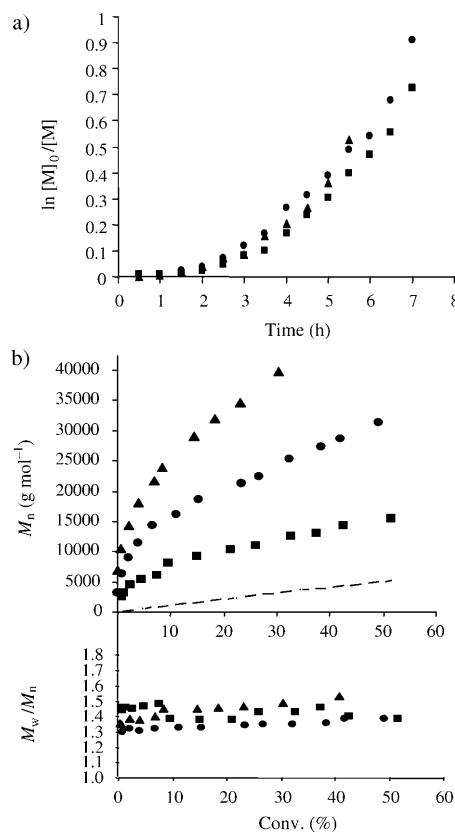 a)
1
0.9
0.8
0.7
0.6
0.5
0.4
0.3
0.2
0.1
0
ln [M]0/[M]
0 1 2 3 4 5 6 7 8
Time (h)
b)
40000
35000
30000
25000
20000
15000
10000
5000
0
Mn (g mol−1)
10 20 30 40 50 60
1.8
1.7
1.6
1.5
1.4
1.3
1.2
1.1
1.0
Mw/Mn
0 10 20 30 40 50 60
Conv. (%)